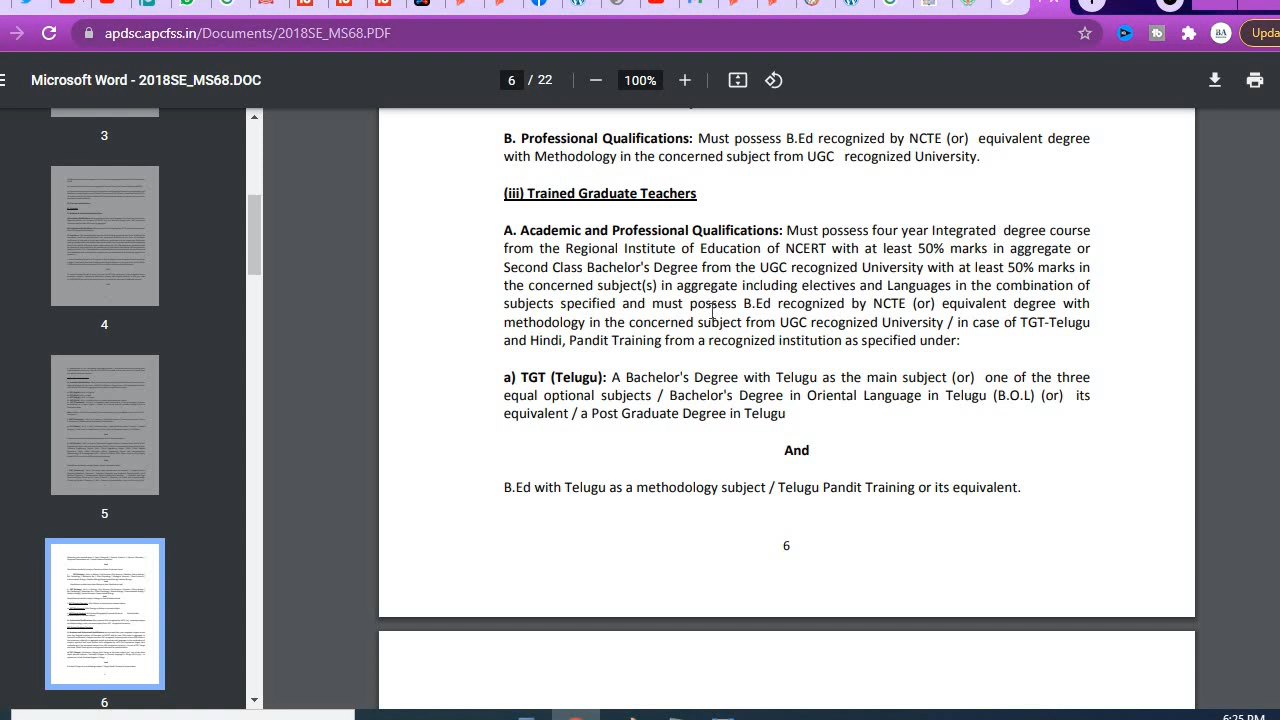 apdsc.apcfss.in/Documents/2018SE_MS68.PDF
BA
Upda
Microsoft Word - 2018SE_MS68.DOC
6 / 22
100%
3
4
5
6
B. Professional Qualifications: Must possess B.Ed recognized by NCTE (or) equivalent degree
with Methodology in the concerned subject from UGC recognized University.
(iii) Trained Graduate Teachers
A. Academic and Professional Qualifications: Must possess four year Integrated degree course
from the Regional Institute of Education of NCERT with at least 50% marks in aggregate or
Second Class Bachelor's Degree from the UGC recognized University with at least 50% marks in
the concerned subject(s) in aggregate including electives and Languages in the combination of
subjects specified and must possess B.Ed recognized by NCTE (or) equivalent degree with
methodology in the concerned subject from UGC recognized University / in case of TGT-Telugu
and Hindi, Pandit Training from a recognized institution as specified under:
a) TGT (Telugu): A Bachelor's Degree with Telugu as the main subject (or) one of the three
equal optional subjects / Bachelor's Degree in Oriental Language in Telugu (B.O.L) (or) its
equivalent / a Post Graduate Degree in Telugu
And
B.Ed with Telugu as a methodology subject / Telugu Pandit Training or its equivalent.
6
6:25 PM